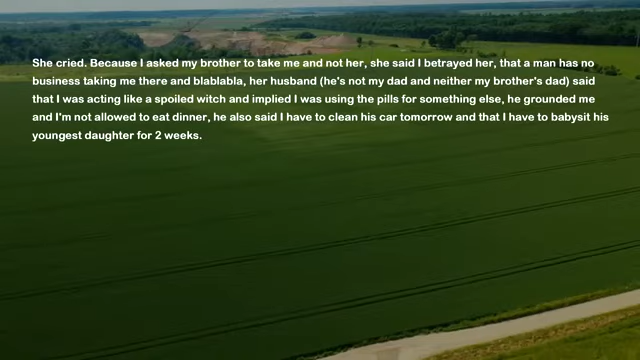 She cried. Because I asked my brother to take me and not her, she said I betrayed her, that a man has no
business taking me there and blablabla, her husband (he's not my dad and neither my brother's dad) said
that I was acting like a spoiled witch and implied I was using the pills for something else, he grounded me
and I'm not allowed to eat dinner, he also said I have to clean his car tomorrow and that I have to babysit his
youngest daughter for 2 weeks.